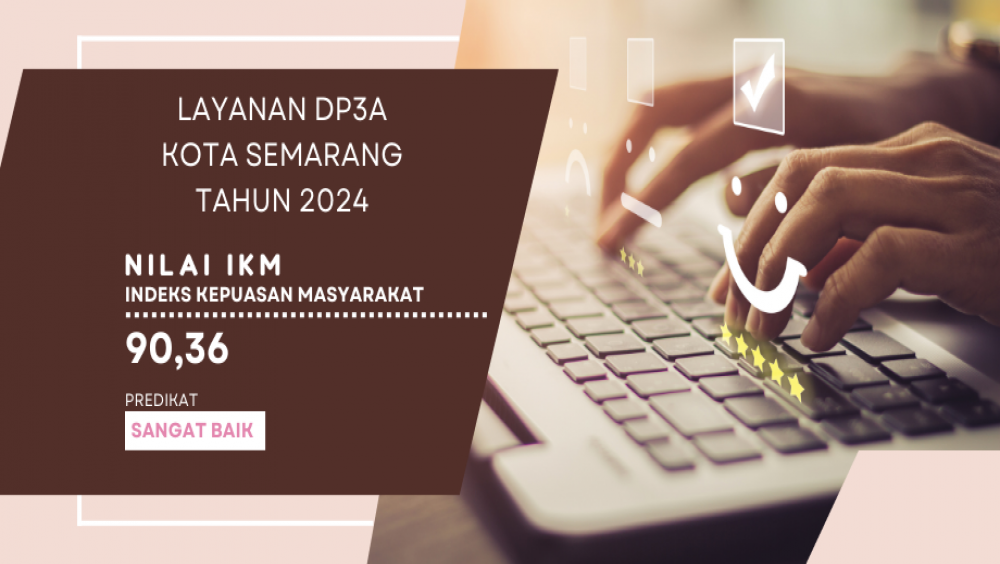 LAYANAN DP3A
KOTA SEMARANG
TAHUN 2024
NILAI IKM
INDEKS KEPUASAN MASYARAKAT
90,36
PREDIKAT
SANGAT BAIK